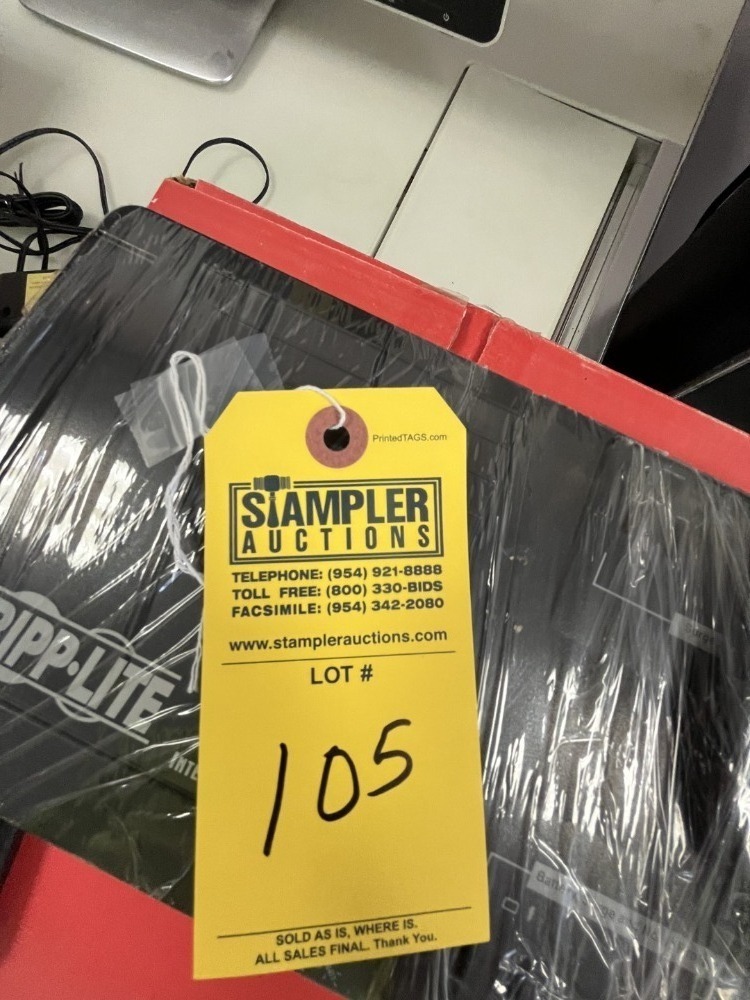 PrintedTAGS.com
STAMPLER
AUCTIONS
TELEPHONE: (954) 921-8888
TOLL FREE: (800) 330-BIDS
FACSIMILE: (954) 342-2080
www.stamplerauctions.com
LOT #
105
SOLD AS IS, WHERE IS.
ALL SALES FINAL. Thank You.
RIPP·LITE